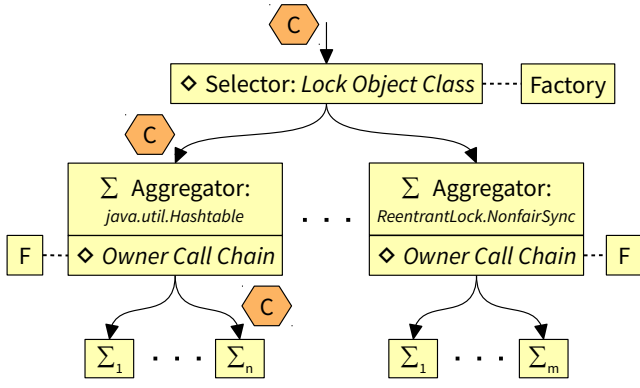 C
◇ Selector: Lock Object Class
Factory
C
Σ Aggregator:
java.util.Hashtable
. . .
Σ Aggregator:
ReentrantLock.NonfairSync
F
◇ Owner Call Chain
◇ Owner Call Chain
F
C
Σ1
. . .
Σn
Σ1
. . .
Σm